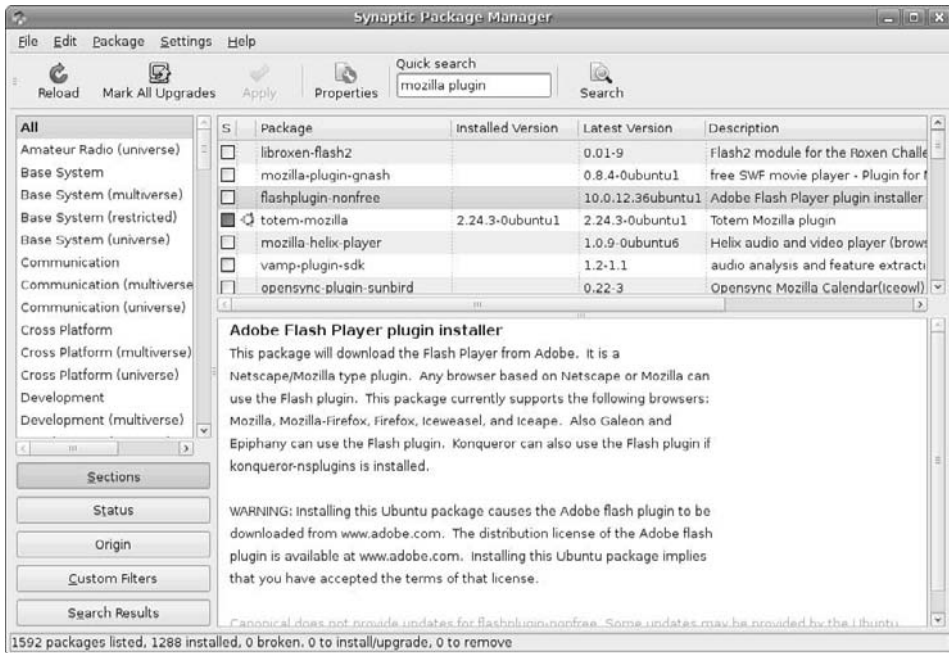 Synaptic Package Manager
File Edit Package Settings Help
Quick search
Reload Mark All Upgrades Apply Properties mozilla plugin Search
All
Amateur Radio (universe)
Base System
Base System (multiverse)
Base System (restricted)
Base System (universe)
Communication
Communication (multiverse
Communication (universe)
Cross Platform
Cross Platform (multiverse)
Cross Platform (universe)
Development
Development (multiverse)
Sections
Status
Origin
Custom Filters
Search Results
S Package Installed Version Latest Version Description
libroxen-flash2 0.01-9 Flash2 module for the Roxen Challe
mozilla-plugin-gnash 0.8.4-0ubuntu1 free SWF movie player - Plugin for
flashplugin-nonfree 10.0.12.36ubuntu1 Adobe Flash Player plugin installer
totem-mozilla 2.24.3-0ubuntu1 2.24.3-0ubuntu1 Totem Mozilla plugin
mozilla-helix-player 1.0.9-0ubuntu6 Helix audio and video player (brows
vamp-plugin-sdk 1.2-1.1 audio analysis and feature extracti
opensync-plugin-sunbird 0.22-3 Opensync Mozilla Calendar(Iceowl)
Adobe Flash Player plugin installer
This package will download the Flash Player from Adobe. It is a
Netscape/Mozilla type plugin. Any browser based on Netscape or Mozilla can
use the Flash plugin. This package currently supports the following browsers:
Mozilla, Mozilla-Firefox, Firefox, Iceweasel, and Iceape. Also Galeon and
Epiphany can use the Flash plugin. Konqueror can also use the Flash plugin if
konqueror-nsplugins is installed.
WARNING: Installing this Ubuntu package causes the Adobe flash plugin to be
downloaded from www.adobe.com. The distribution license of the Adobe flash
plugin is available at www.adobe.com. Installing this Ubuntu package implies
that you have accepted the terms of that license.
Canonical does not provide updates for flashplugin-nonfree. Some updates may be provided by the Ubuntu
1592 packages listed, 1288 installed, 0 broken. 0 to install/upgrade, 0 to remove